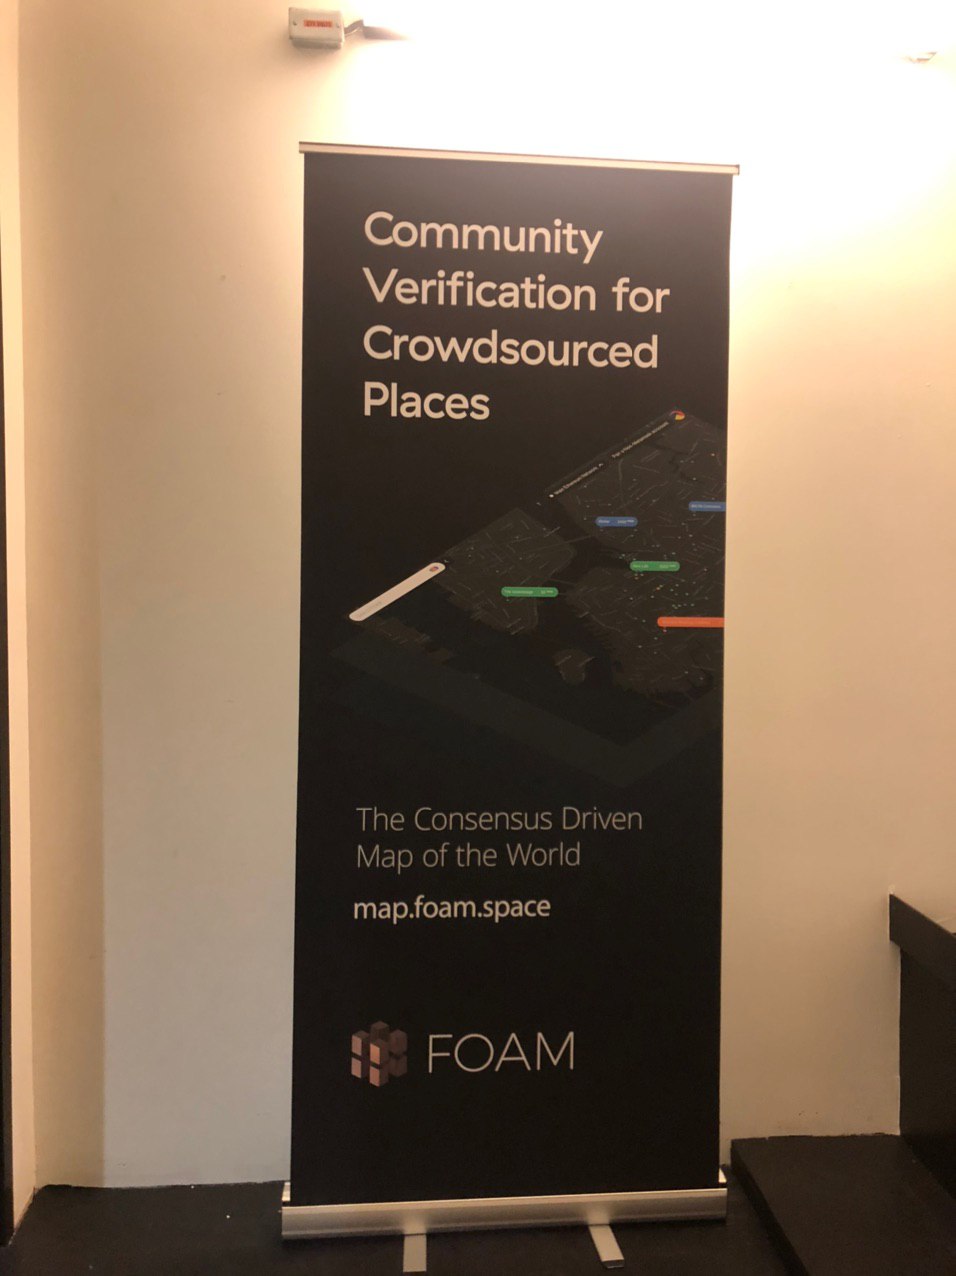 Community
Verification for
Crowdsourced
Places
The Consensus Driven
Map of the World
map.foam.space
FOAM